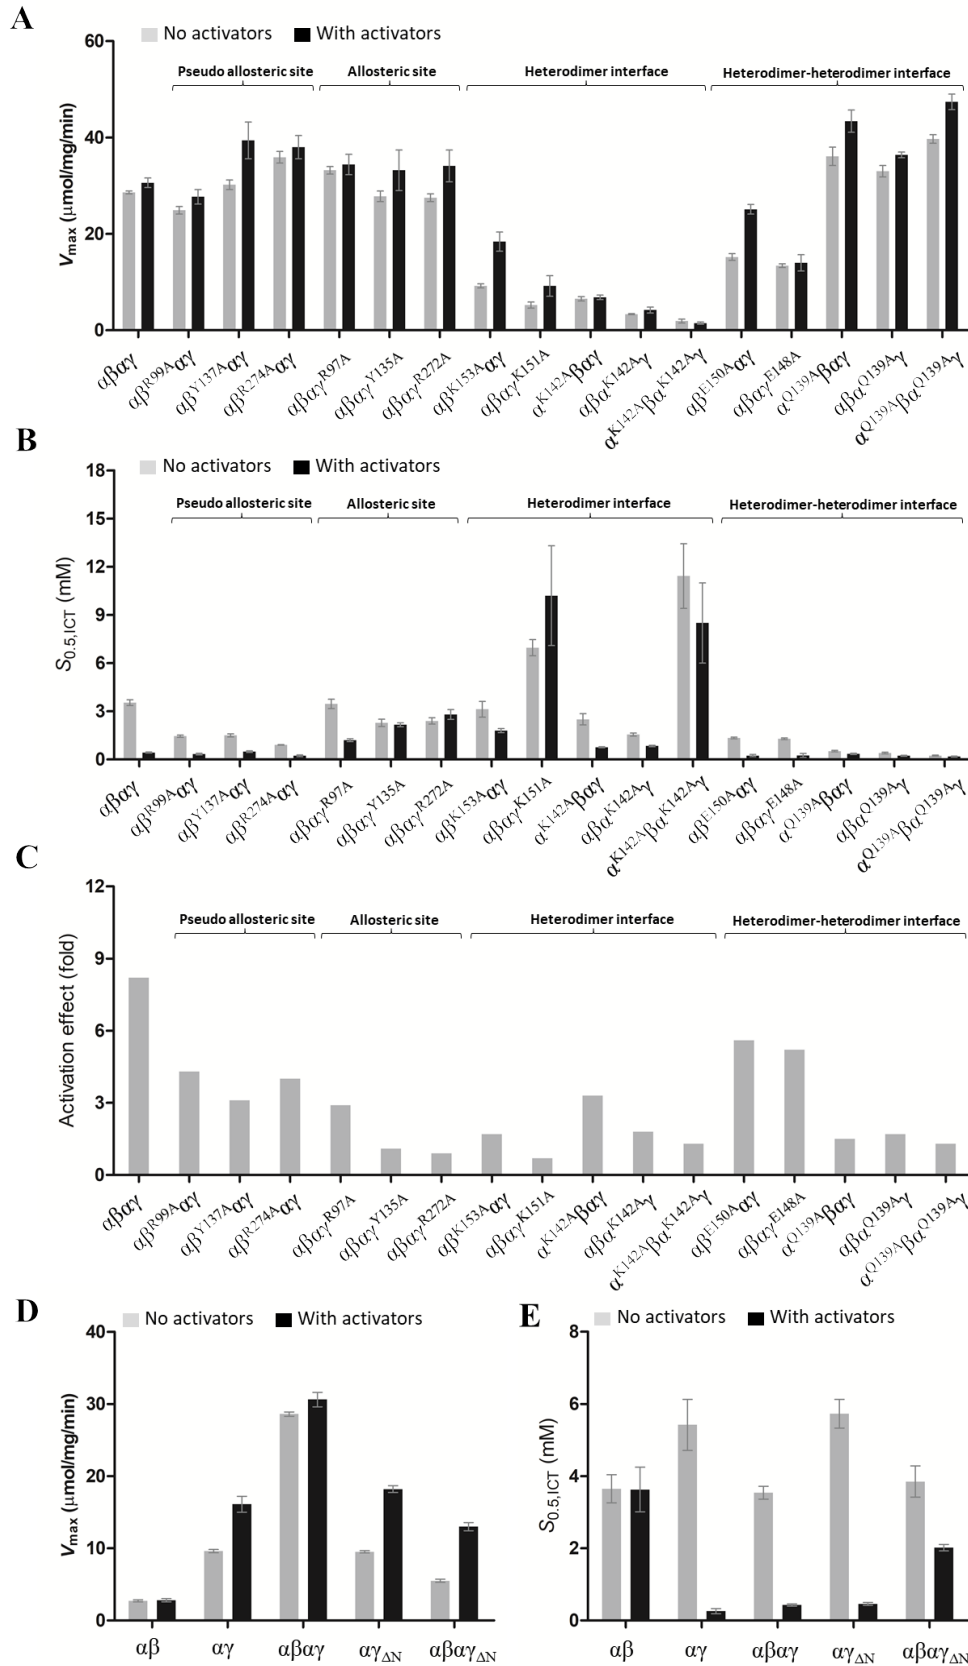 A
No activators With activators
60
40
20
0
Vmax (μmol/mg/min)
Pseudo allosteric site Allosteric site Heterodimer interface Heterodimer-heterodimer interface
αβαγ αβR99Aαγ αβY137Aαγ αβR274Aαγ αβαγR97A αβαγY135A αβαγR272A αβK153Aαγ αβαγK151A αK142Aβαγ αβαK142Aγ αK142AβαK142Aγ αβE150Aαγ αβαγE148A αQ139Aβαγ αβαQ139Aγ αQ139AβαQ139Aγ
B
No activators With activators
18
15
12
9
6
3
0
S0.5,ICT (mM)
Pseudo allosteric site Allosteric site Heterodimer interface Heterodimer-heterodimer interface
αβαγ αβR99Aαγ αβY137Aαγ αβR274Aαγ αβαγR97A αβαγY135A αβαγR272A αβK153Aαγ αβαγK151A αK142Aβαγ αβαK142Aγ αK142AβαK142Aγ αβE150Aαγ αβαγE148A αQ139Aβαγ αβαQ139Aγ αQ139AβαQ139Aγ
C
12
9
6
3
0
Activation effect (fold)
Pseudo allosteric site Allosteric site Heterodimer interface Heterodimer-heterodimer interface
αβαγ αβR99Aαγ αβY137Aαγ αβR274Aαγ αβαγR97A αβαγY135A αβαγR272A αβK153Aαγ αβαγK151A αK142Aβαγ αβαK142Aγ αK142AβαK142Aγ αβE150Aαγ αβαγE148A αQ139Aβαγ αβαQ139Aγ αQ139AβαQ139Aγ
D
No activators With activators
40
30
20
10
0
Vmax (μmol/mg/min)
αβ αγ αβαγ αγΔN αβαγΔN
E
No activators With activators
8
6
4
2
0
S0.5,ICT (mM)
αβ αγ αβαγ αγΔN αβαγΔN